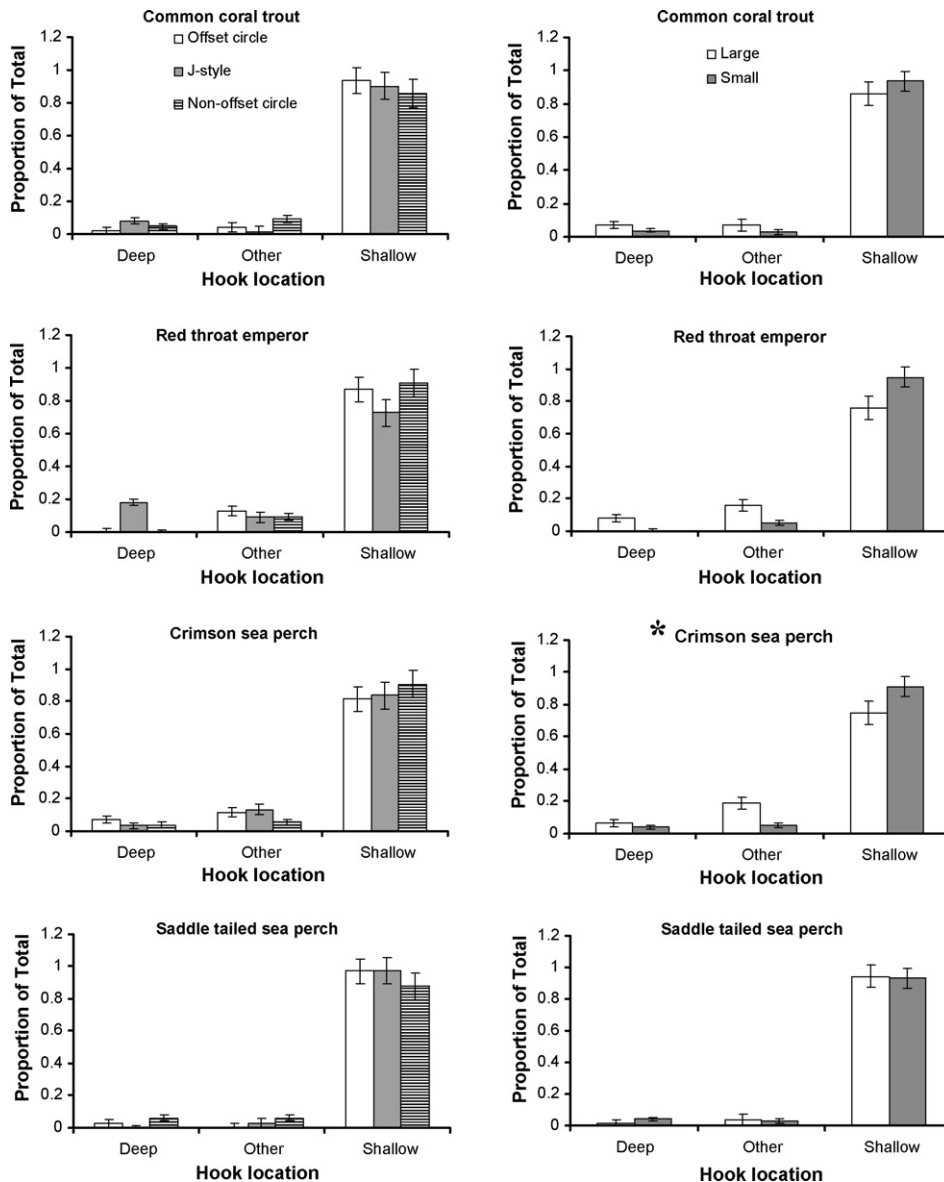 Common coral trout
Proportion of Total
1.2
1
0.8
0.6
0.4
0.2
0
Offset circle
J-style
Non-offset circle
Deep Other Shallow
Hook location
Common coral trout
Proportion of Total
1.2
1
0.8
0.6
0.4
0.2
0
Large
Small
Deep Other Shallow
Hook location
Red throat emperor
Proportion of Total
1.2
1
0.8
0.6
0.4
0.2
0
Deep Other Shallow
Hook location
Red throat emperor
Proportion of Total
1.2
1
0.8
0.6
0.4
0.2
0
Deep Other Shallow
Hook location
Crimson sea perch
Proportion of Total
1.2
1
0.8
0.6
0.4
0.2
0
Deep Other Shallow
Hook location
* Crimson sea perch
Proportion of Total
1.2
1
0.8
0.6
0.4
0.2
0
Deep Other Shallow
Hook location
Saddle tailed sea perch
Proportion of Total
1.2
1
0.8
0.6
0.4
0.2
0
Deep Other Shallow
Hook location
Saddle tailed sea perch
Proportion of Total
1.2
1
0.8
0.6
0.4
0.2
0
Deep Other Shallow
Hook location